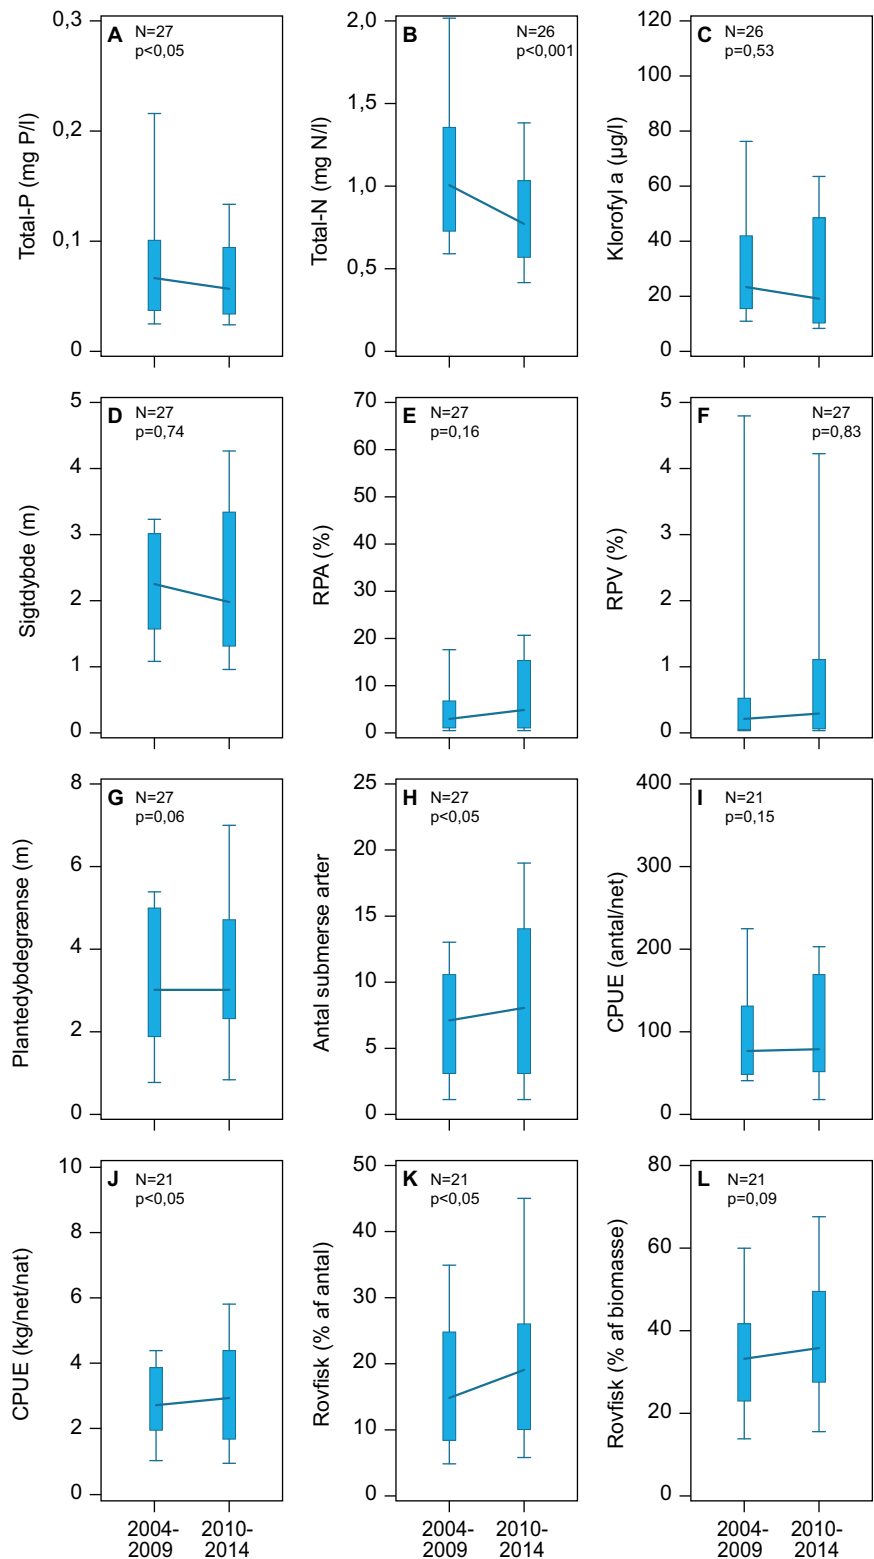 A
N=27
p<0,05
Total-P (mg P/l)
0,3
0,2
0,1
0
B
N=26
p<0,001
Total-N (mg N/l)
2,0
1,5
1,0
0,5
0
C
N=26
p=0,53
Klorofyl a (µg/l)
120
100
80
60
40
20
0
D
N=27
p=0,74
Sigtdybde (m)
5
4
3
2
1
0
E
N=27
p=0,16
RPA (%)
70
60
50
40
30
20
10
0
F
N=27
p=0,83
RPV (%)
5
4
3
2
1
0
G
N=27
p=0,06
Plantedybdegrænse (m)
8
6
4
2
0
H
N=27
p<0,05
Antal submerse arter
25
20
15
10
5
0
I
N=21
p=0,15
CPUE (antal/net)
400
300
200
100
0
J
N=21
p<0,05
CPUE (kg/net/nat)
10
8
6
4
2
0
2004-
2009
2010-
2014
K
N=21
p<0,05
Rovfisk (% af antal)
50
40
30
20
10
0
2004-
2009
2010-
2014
L
N=21
p=0,09
Rovfisk (% af biomasse)
80
60
40
20
0
2004-
2009
2010-
2014